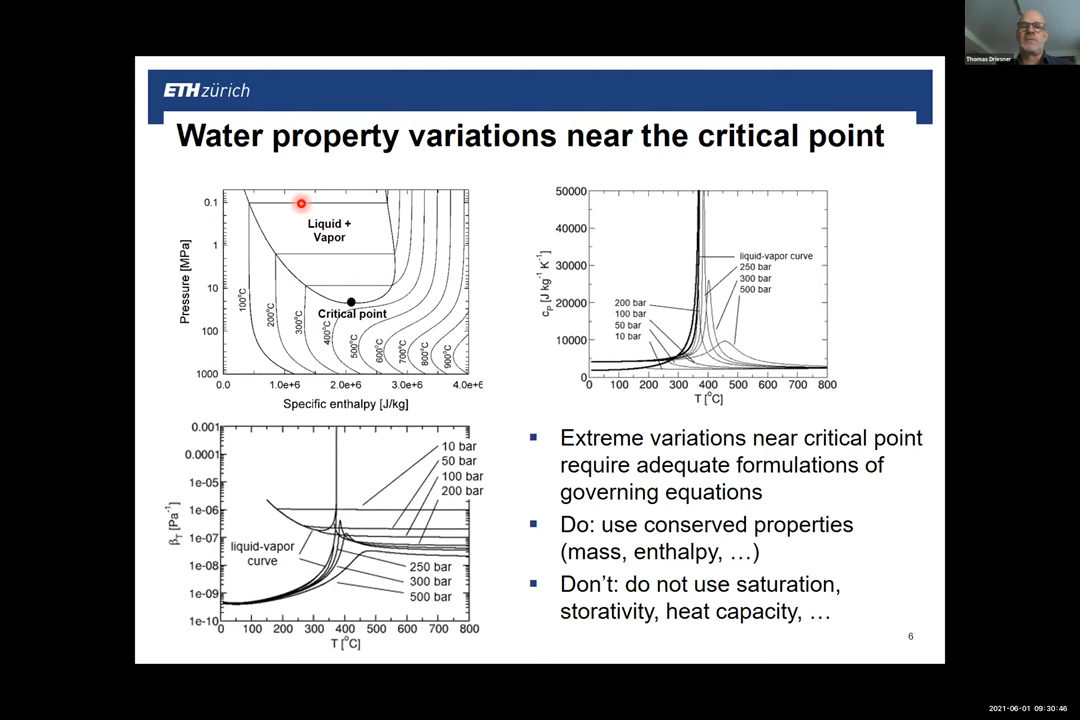 Thomas Driesner
ETH zürich
Water property variations near the critical point
Pressure [MPa]
0.1
1
10
100
1000
Liquid +
Vapor
Critical point
100°C
200°C
300°C
400°C
500°C
600°C
700°C
800°C
900°C
0.0 1.0e+6 2.0e+6 3.0e+6 4.0e+6
Specific enthalpy [J/kg]
cP [J kg-1 K-1]
50000
40000
30000
20000
10000
0
liquid-vapor curve
250 bar
300 bar
500 bar
200 bar
100 bar
50 bar
10 bar
0 100 200 300 400 500 600 700 800
T [°C]
βT [Pa-1]
0.001
0.0001
1e-05
1e-06
1e-07
1e-08
1e-09
1e-10
10 bar
50 bar
100 bar
200 bar
liquid-vapor
curve
250 bar
300 bar
500 bar
0 100 200 300 400 500 600 700 800
T [°C]
▪ Extreme variations near critical point
require adequate formulations of
governing equations
▪ Do: use conserved properties
(mass, enthalpy, …)
▪ Don’t: do not use saturation,
storativity, heat capacity, …
6
2021-06-01 09:30:46